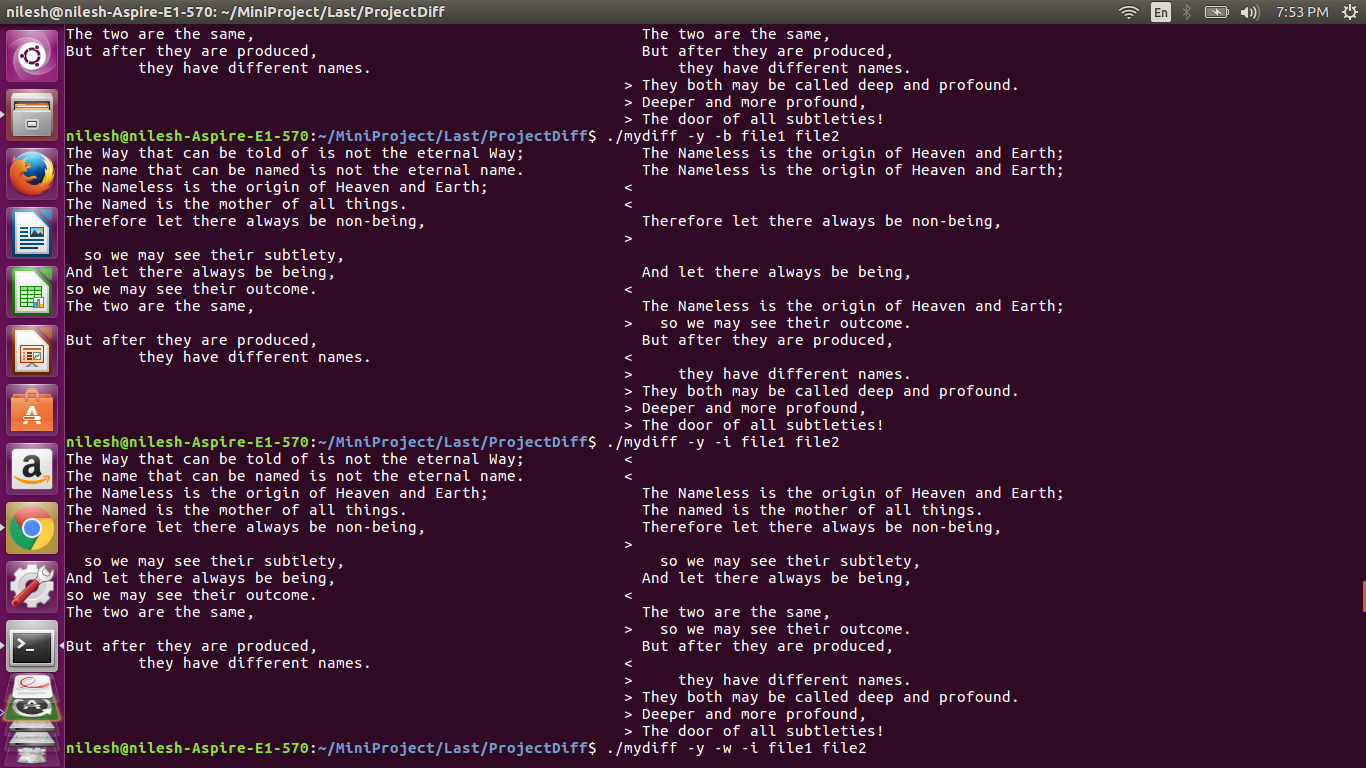 nilesh@nilesh-Aspire-E1-570: ~/MiniProject/Last/ProjectDiff En 7:53 PM
The two are the same,                                           The two are the same,
But after they are produced,                                    But after they are produced,
        they have different names.                                  they have different names.
                                                              > They both may be called deep and profound.
                                                              > Deeper and more profound,
                                                              > The door of all subtleties!
nilesh@nilesh-Aspire-E1-570:~/MiniProject/Last/ProjectDiff$ ./mydiff -y -b file1 file2
The Way that can be told of is not the eternal Way;             The Nameless is the origin of Heaven and Earth;
The name that can be named is not the eternal name.             The Nameless is the origin of Heaven and Earth;
The Nameless is the origin of Heaven and Earth;               <
The Named is the mother of all things.                        <
Therefore let there always be non-being,                        Therefore let there always be non-being,
                                                              >
  so we may see their subtlety,
And let there always be being,                                  And let there always be being,
so we may see their outcome.                                  <
The two are the same,                                           The Nameless is the origin of Heaven and Earth;
                                                              >   so we may see their outcome.
But after they are produced,                                    But after they are produced,
        they have different names.                            <
                                                              >     they have different names.
                                                              > They both may be called deep and profound.
                                                              > Deeper and more profound,
                                                              > The door of all subtleties!
nilesh@nilesh-Aspire-E1-570:~/MiniProject/Last/ProjectDiff$ ./mydiff -y -i file1 file2
The Way that can be told of is not the eternal Way;           <
The name that can be named is not the eternal name.           <
The Nameless is the origin of Heaven and Earth;                 The Nameless is the origin of Heaven and Earth;
The Named is the mother of all things.                          The named is the mother of all things.
Therefore let there always be non-being,                        Therefore let there always be non-being,
                                                              >
  so we may see their subtlety,                                   so we may see their subtlety,
And let there always be being,                                  And let there always be being,
so we may see their outcome.                                  <
The two are the same,                                           The two are the same,
                                                              >   so we may see their outcome.
But after they are produced,                                    But after they are produced,
        they have different names.                            <
                                                              >     they have different names.
                                                              > They both may be called deep and profound.
                                                              > Deeper and more profound,
                                                              > The door of all subtleties!
nilesh@nilesh-Aspire-E1-570:~/MiniProject/Last/ProjectDiff$ ./mydiff -y -w -i file1 file2